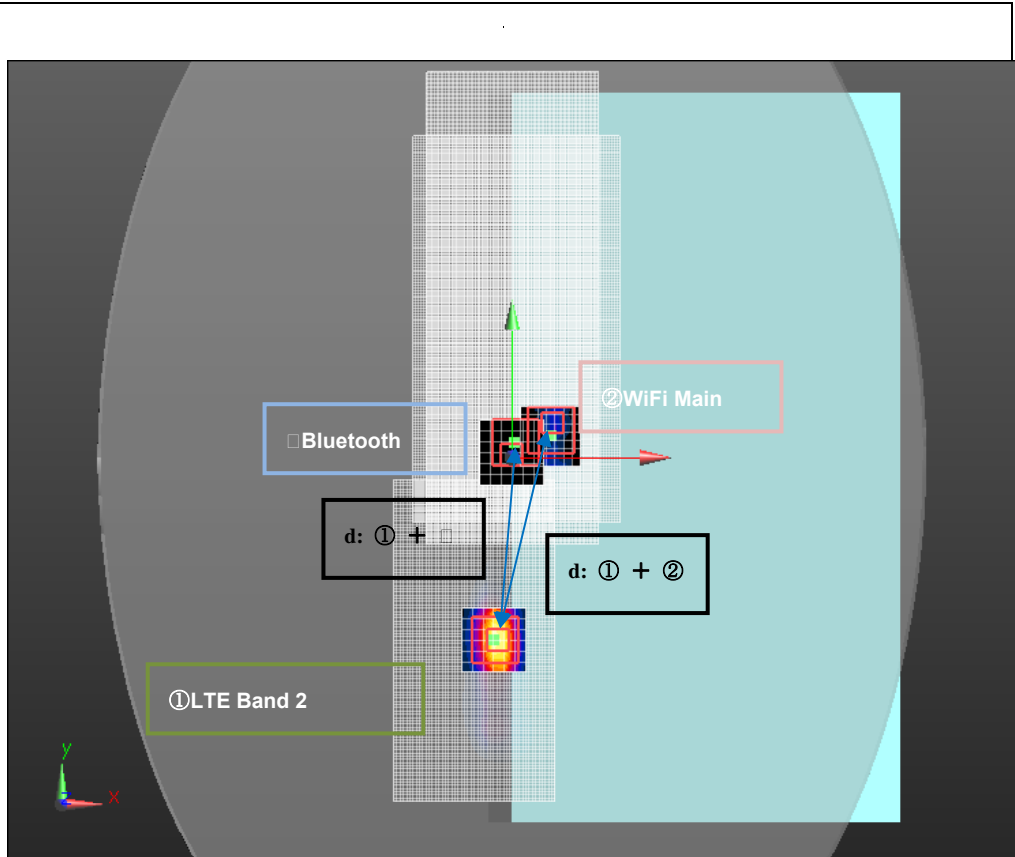 ②WiFi Main
□Bluetooth
d: ① + □
d: ① + ②
①LTE Band 2
y
x